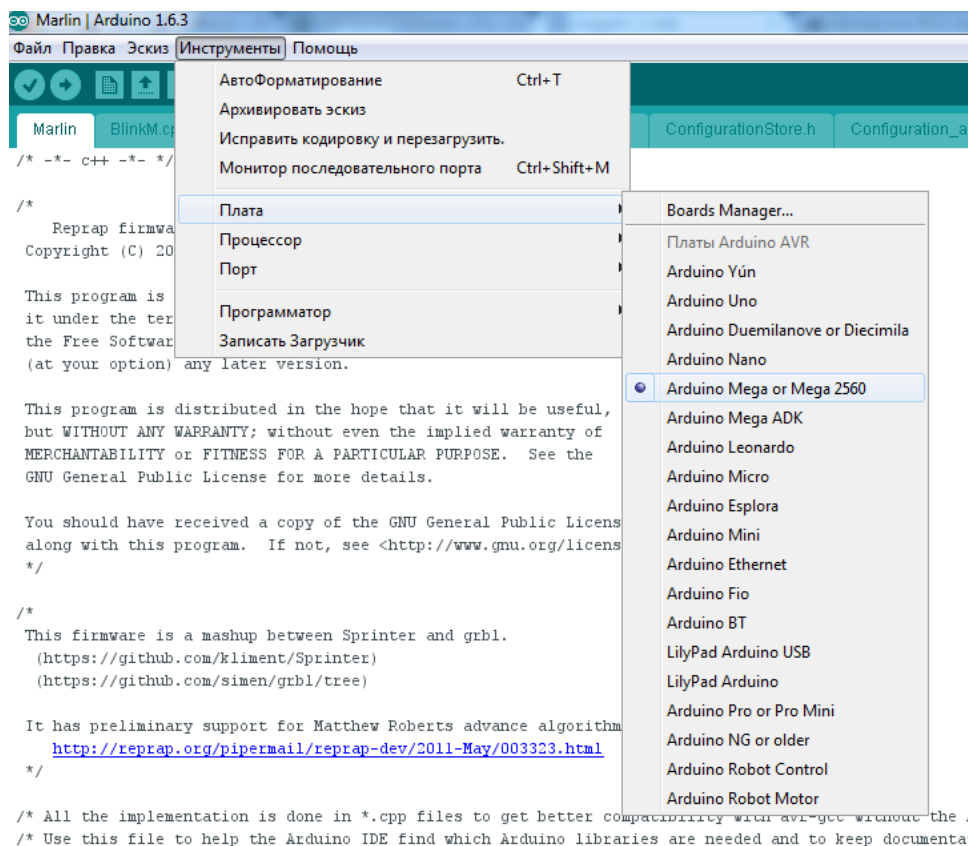 Marlin | Arduino 1.6.3
Файл Правка Эскиз Инструменты Помощь
АвтоФорматирование Ctrl+T
Архивировать эскиз
Исправить кодировку и перезагрузить.
Монитор последовательного порта Ctrl+Shift+M
Плата
Процессор
Порт
Программатор
Записать Загрузчик
Marlin BlinkM.cp ConfigurationStore.h Configuration_a
Boards Manager...
Платы Arduino AVR
Arduino Yún
Arduino Uno
Arduino Duemilanove or Diecimila
Arduino Nano
Arduino Mega or Mega 2560
Arduino Mega ADK
Arduino Leonardo
Arduino Micro
Arduino Esplora
Arduino Mini
Arduino Ethernet
Arduino Fio
Arduino BT
LilyPad Arduino USB
LilyPad Arduino
Arduino Pro or Pro Mini
Arduino NG or older
Arduino Robot Control
Arduino Robot Motor
/* -*- c++ -*- */
/*
Reprap firmwa
Copyright (C) 20
This program is
it under the ter
the Free Softwar
(at your option) any later version.
This program is distributed in the hope that it will be useful,
but WITHOUT ANY WARRANTY; without even the implied warranty of
MERCHANTABILITY or FITNESS FOR A PARTICULAR PURPOSE. See the
GNU General Public License for more details.
You should have received a copy of the GNU General Public Licens
along with this program. If not, see <http://www.gnu.org/licens
*/
/*
This firmware is a mashup between Sprinter and grbl.
(https://github.com/kliment/Sprinter)
(https://github.com/simen/grbl/tree)
It has preliminary support for Matthew Roberts advance algorithm
http://reprap.org/pipermail/reprap-dev/2011-May/003323.html
*/
/* All the implementation is done in *.cpp files to get better compatibility with avr-gcc without the
/* Use this file to help the Arduino IDE find which Arduino libraries are needed and to keep documenta